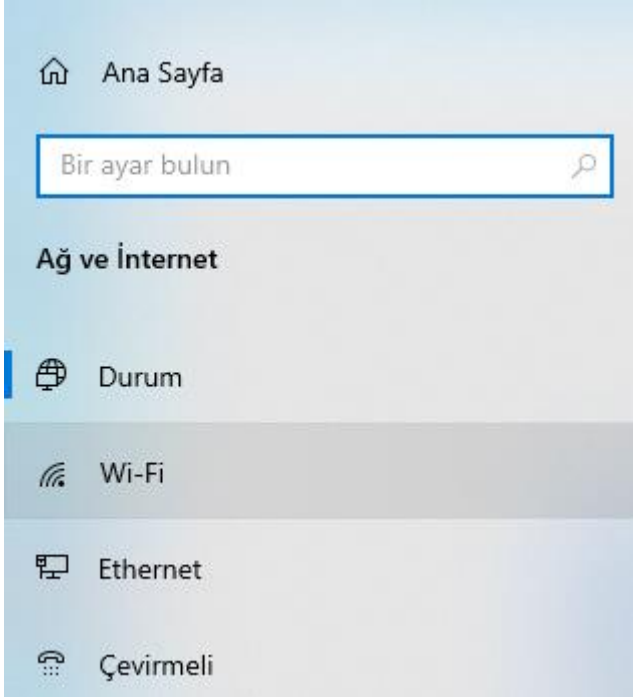 Ana Sayfa
Bir ayar bulun
Ağ ve İnternet
Durum
Wi-Fi
Ethernet
Çevirmeli